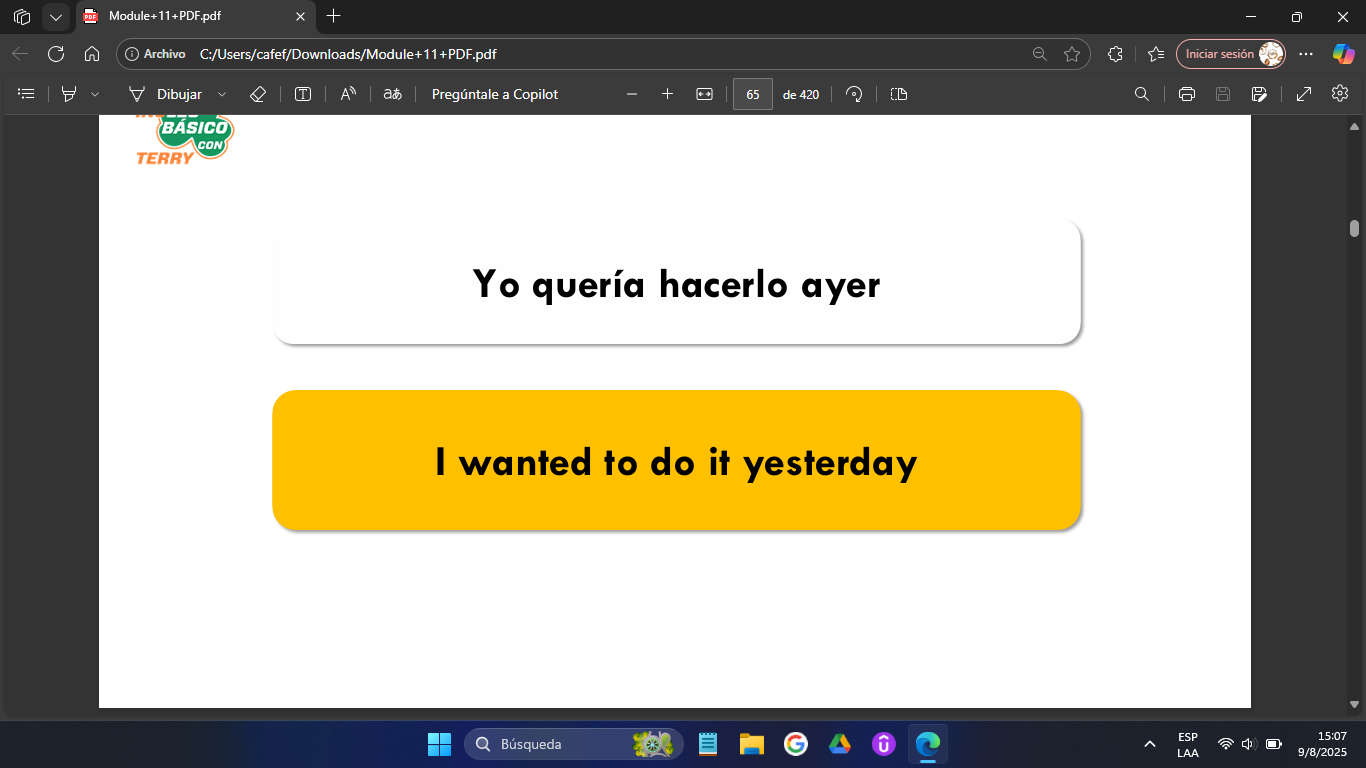 Module+11+PDF.pdf
Archivo C:/Users/cafef/Downloads/Module+11+PDF.pdf
Iniciar sesión
Dibujar
aあ
Pregúntale a Copilot
65 de 420
BÁSICO
CON
TERRY
Yo quería hacerlo ayer
I wanted to do it yesterday
Búsqueda
ESP
LAA
15:07
9/8/2025